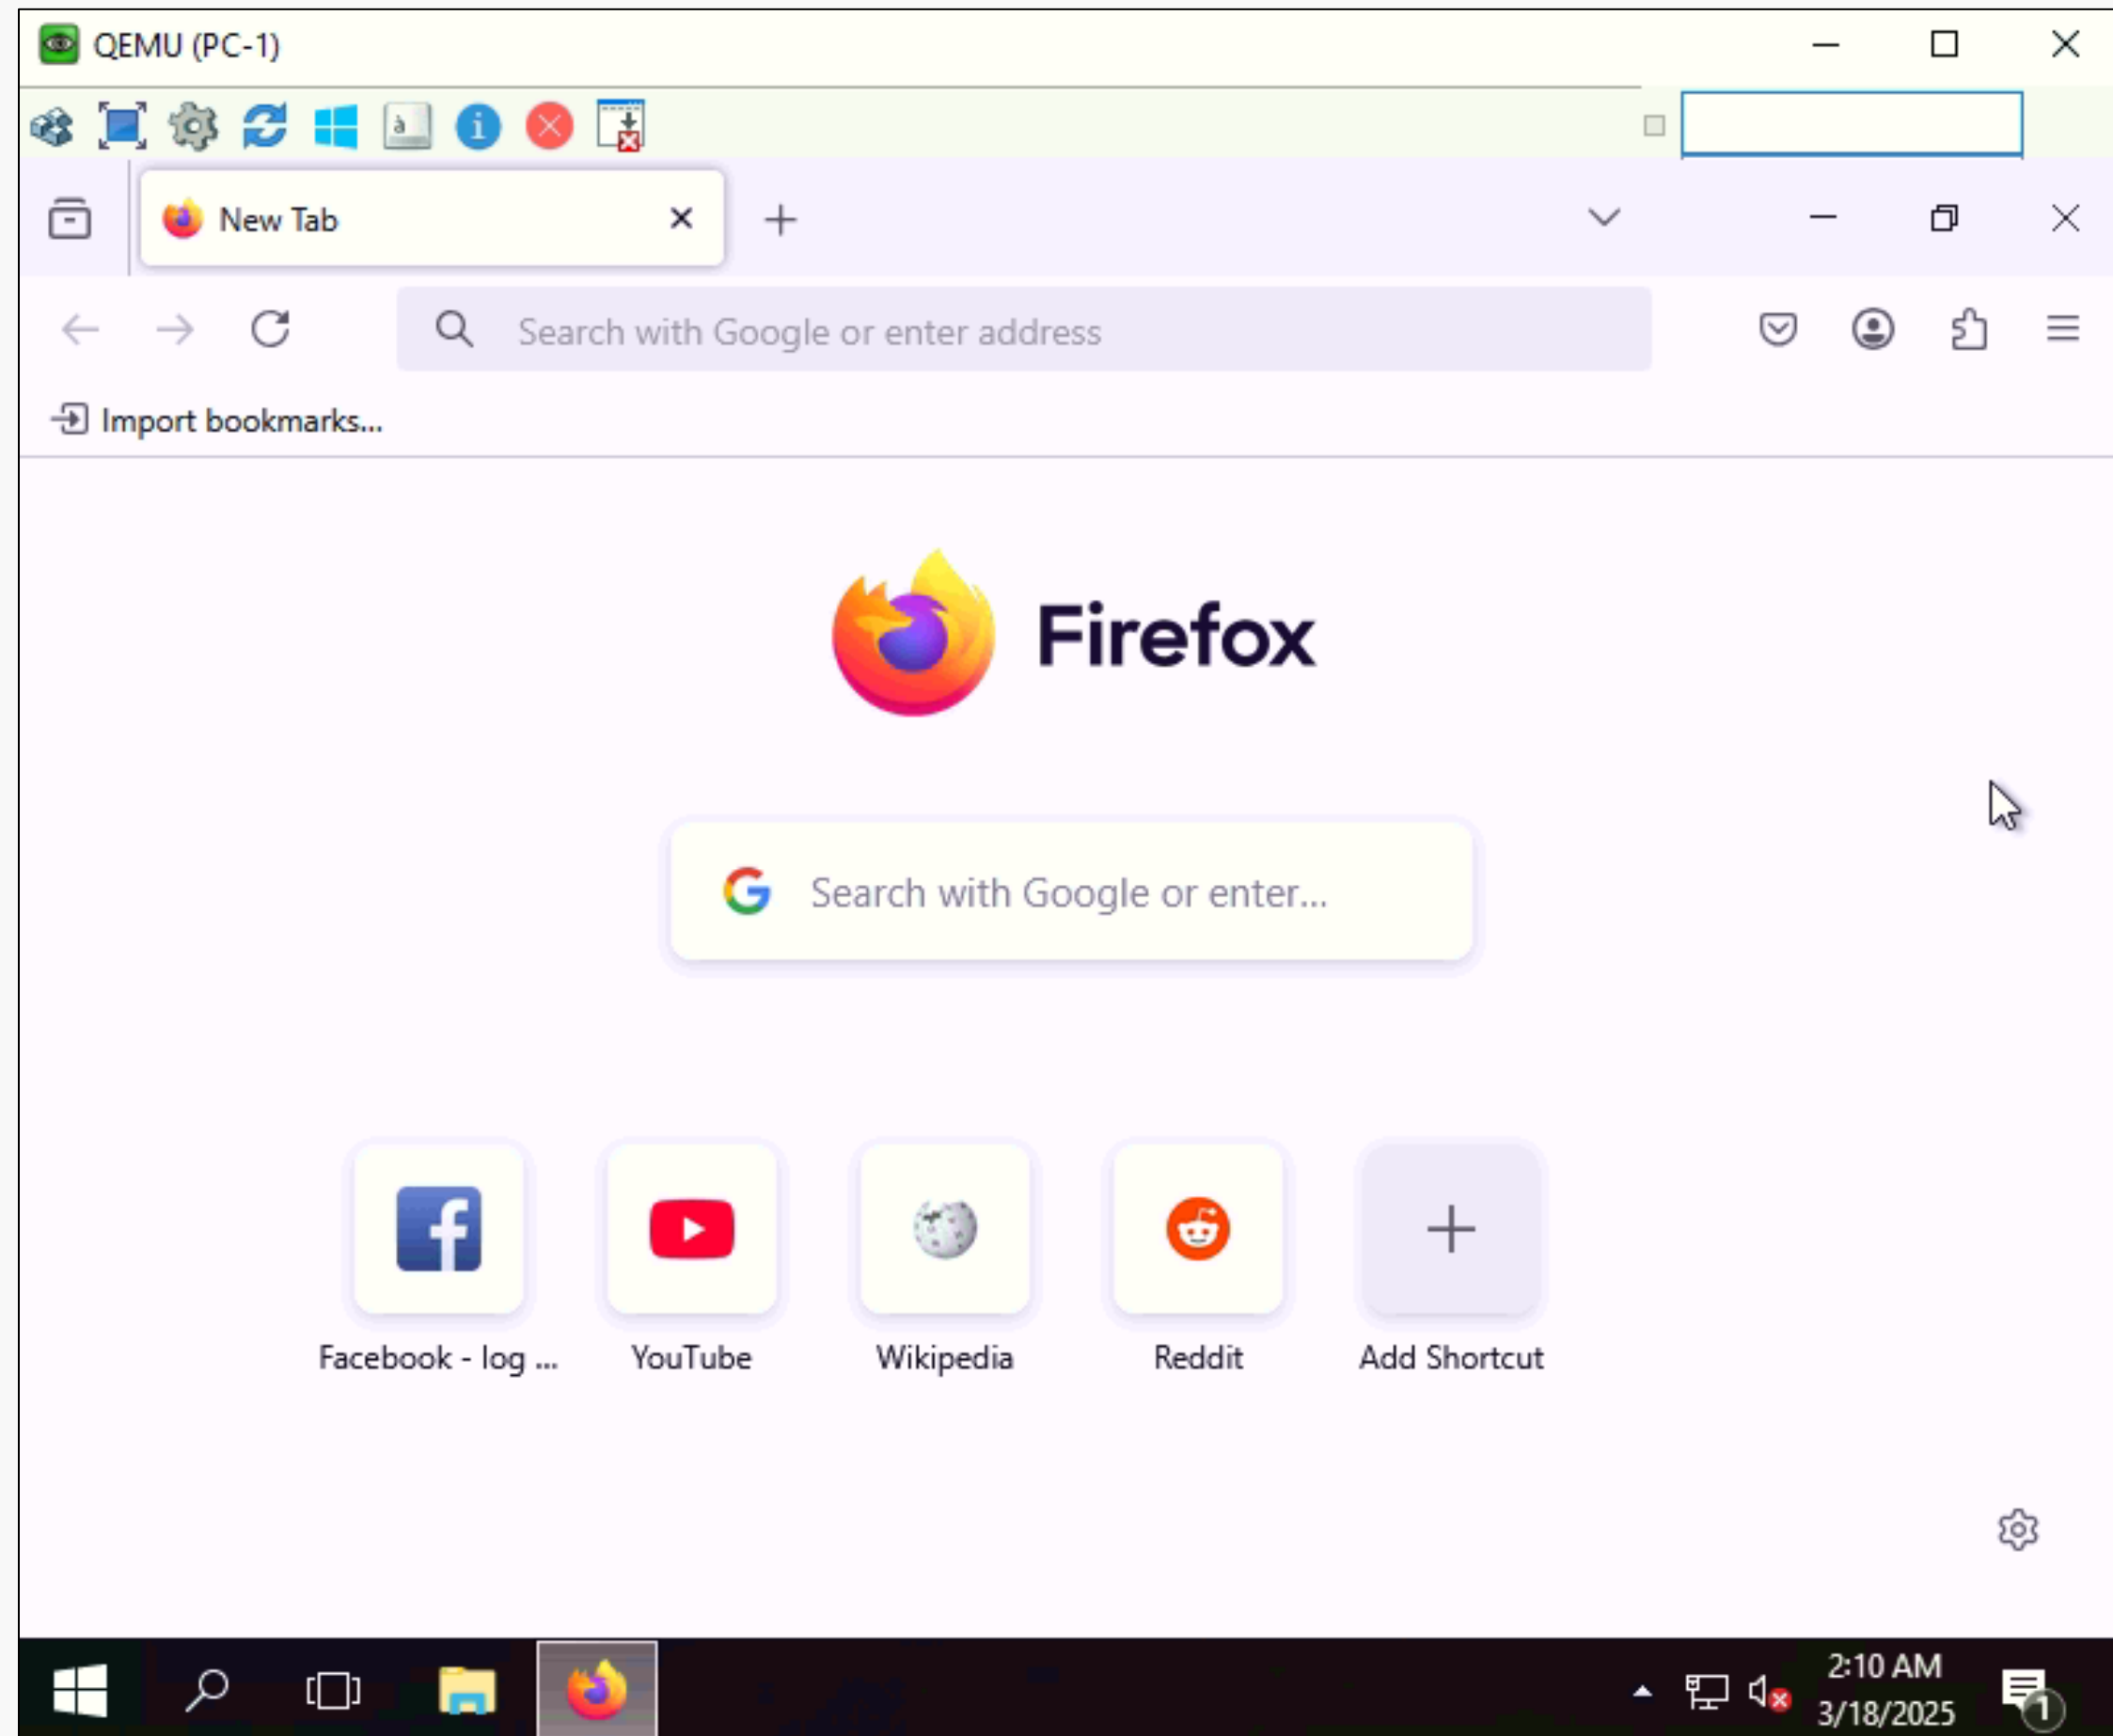 QEMU (PC-1)
New Tab
Search with Google or enter address
Import bookmarks...
Firefox
Search with Google or enter...
Facebook - log ...
YouTube
Wikipedia
Reddit
Add Shortcut
2:10 AM
3/18/2025
1